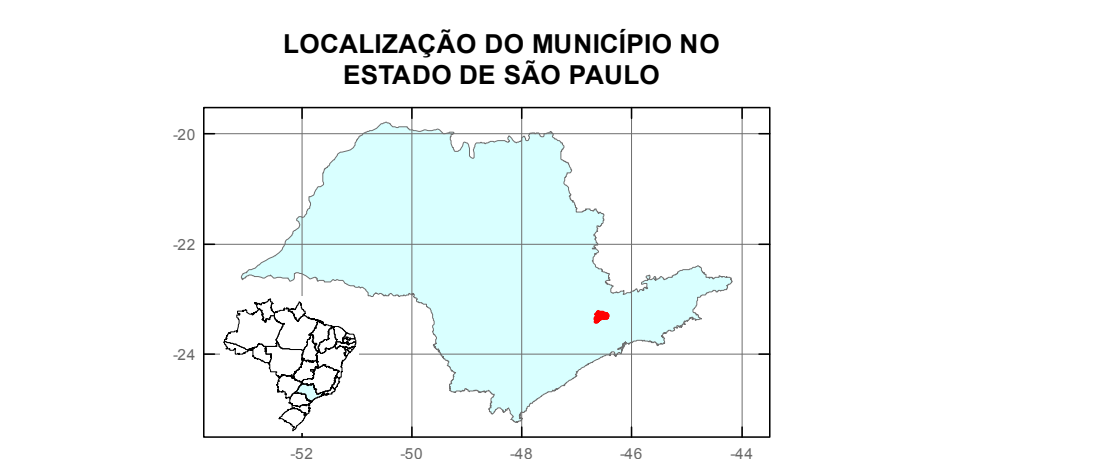 LOCALIZAÇÃO DO MUNICÍPIO NO
ESTADO DE SÃO PAULO
-20
-22
-24
-52 -50 -48 -46 -44